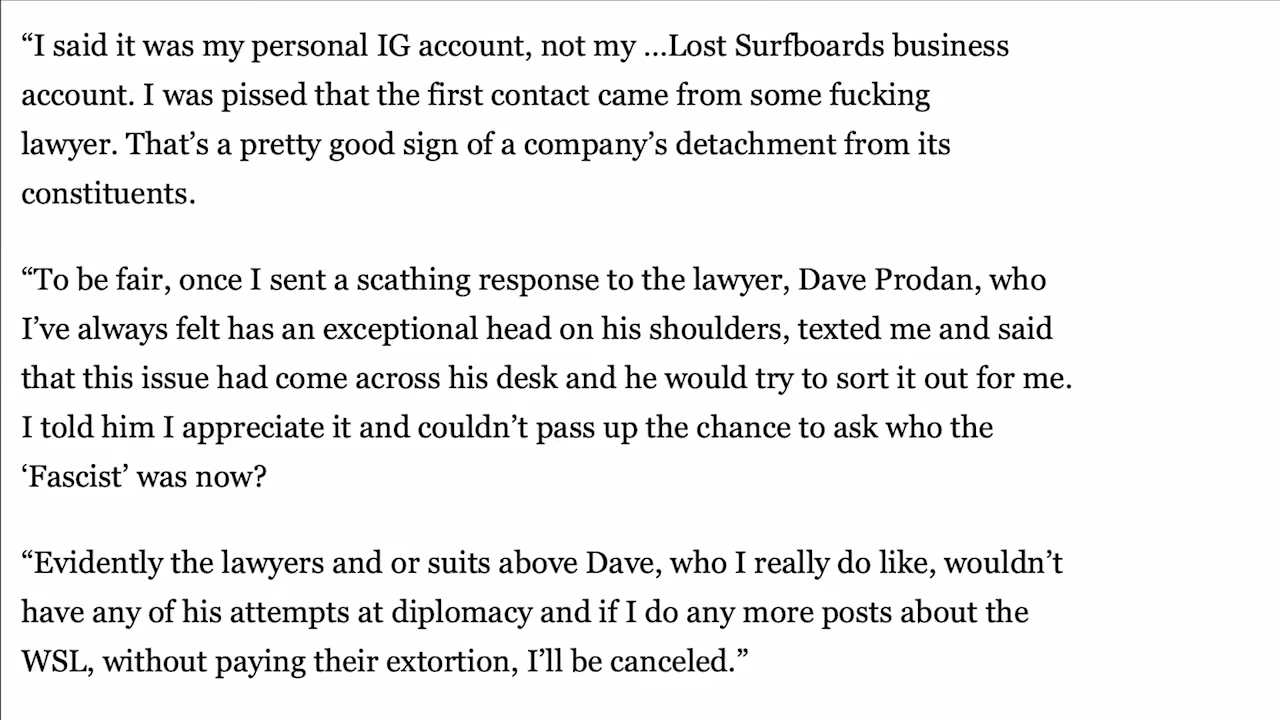 “I said it was my personal IG account, not my ...Lost Surfboards business
account. I was pissed that the first contact came from some fucking
lawyer. That’s a pretty good sign of a company’s detachment from its
constituents.
“To be fair, once I sent a scathing response to the lawyer, Dave Prodan, who
I’ve always felt has an exceptional head on his shoulders, texted me and said
that this issue had come across his desk and he would try to sort it out for me.
I told him I appreciate it and couldn’t pass up the chance to ask who the
‘Fascist’ was now?
“Evidently the lawyers and or suits above Dave, who I really do like, wouldn’t
have any of his attempts at diplomacy and if I do any more posts about the
WSL, without paying their extortion, I’ll be canceled.”